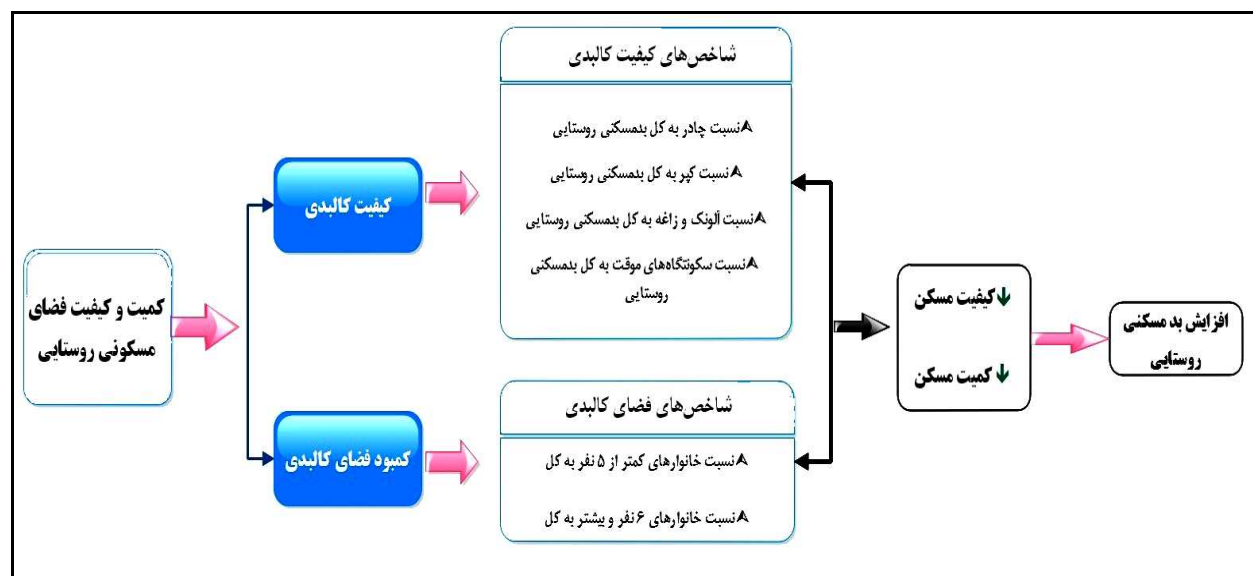 کمیت و کیفیت فضای
مسکونی روستایی
کیفیت کالبدی
کمبود فضای کالبدی
شاخص‌های کیفیت کالبدی
نسبت چادر به کل بدمسکنی روستایی
نسبت کپر به کل بدمسکنی روستایی
نسبت آلونک و زاغه به کل بدمسکنی روستایی
نسبت سکونتگاه‌های موقت به کل بدمسکنی
روستایی
شاخص‌های فضای کالبدی
نسبت خانوارهای کمتر از ۵ نفر به کل
نسبت خانوارهای ۶ نفر و بیشتر به کل
کیفیت مسکن
کمیت مسکن
افزایش بد مسکنی
روستایی